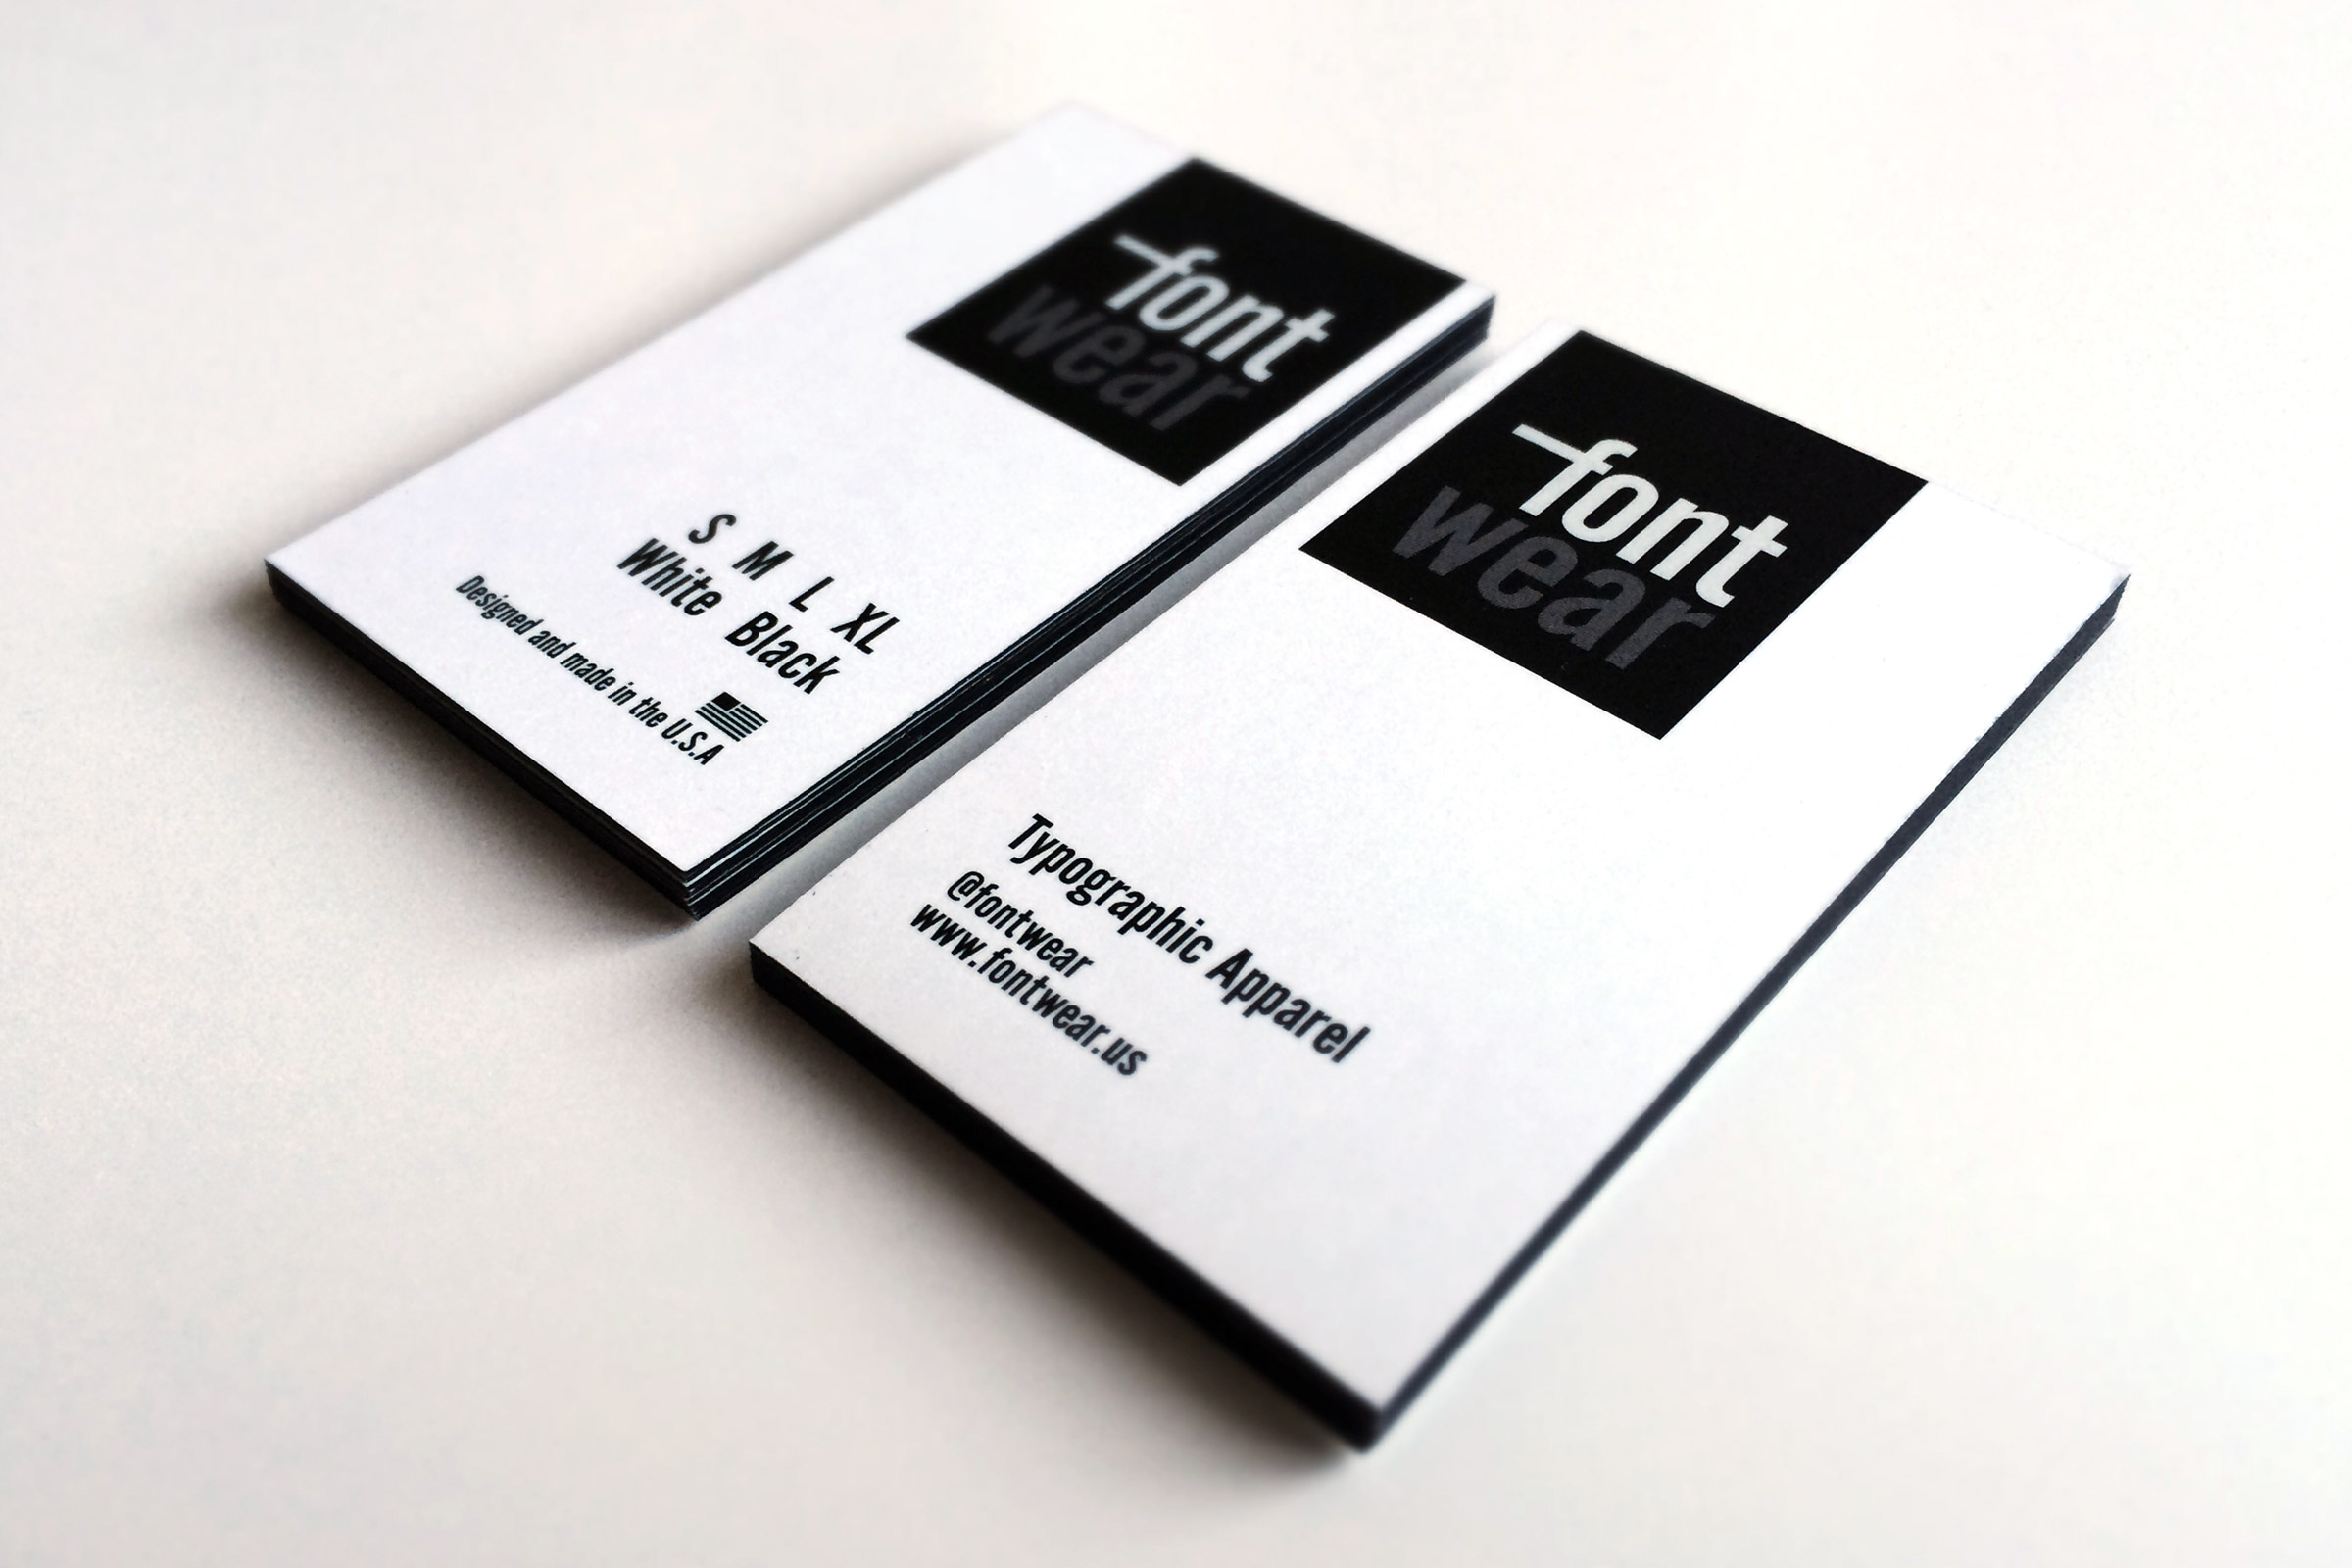 font
wear
S M L XL
White Black
Designed and made in the U.S.A
font
wear
Typographic Apparel
@fontwear
www.fontwear.us